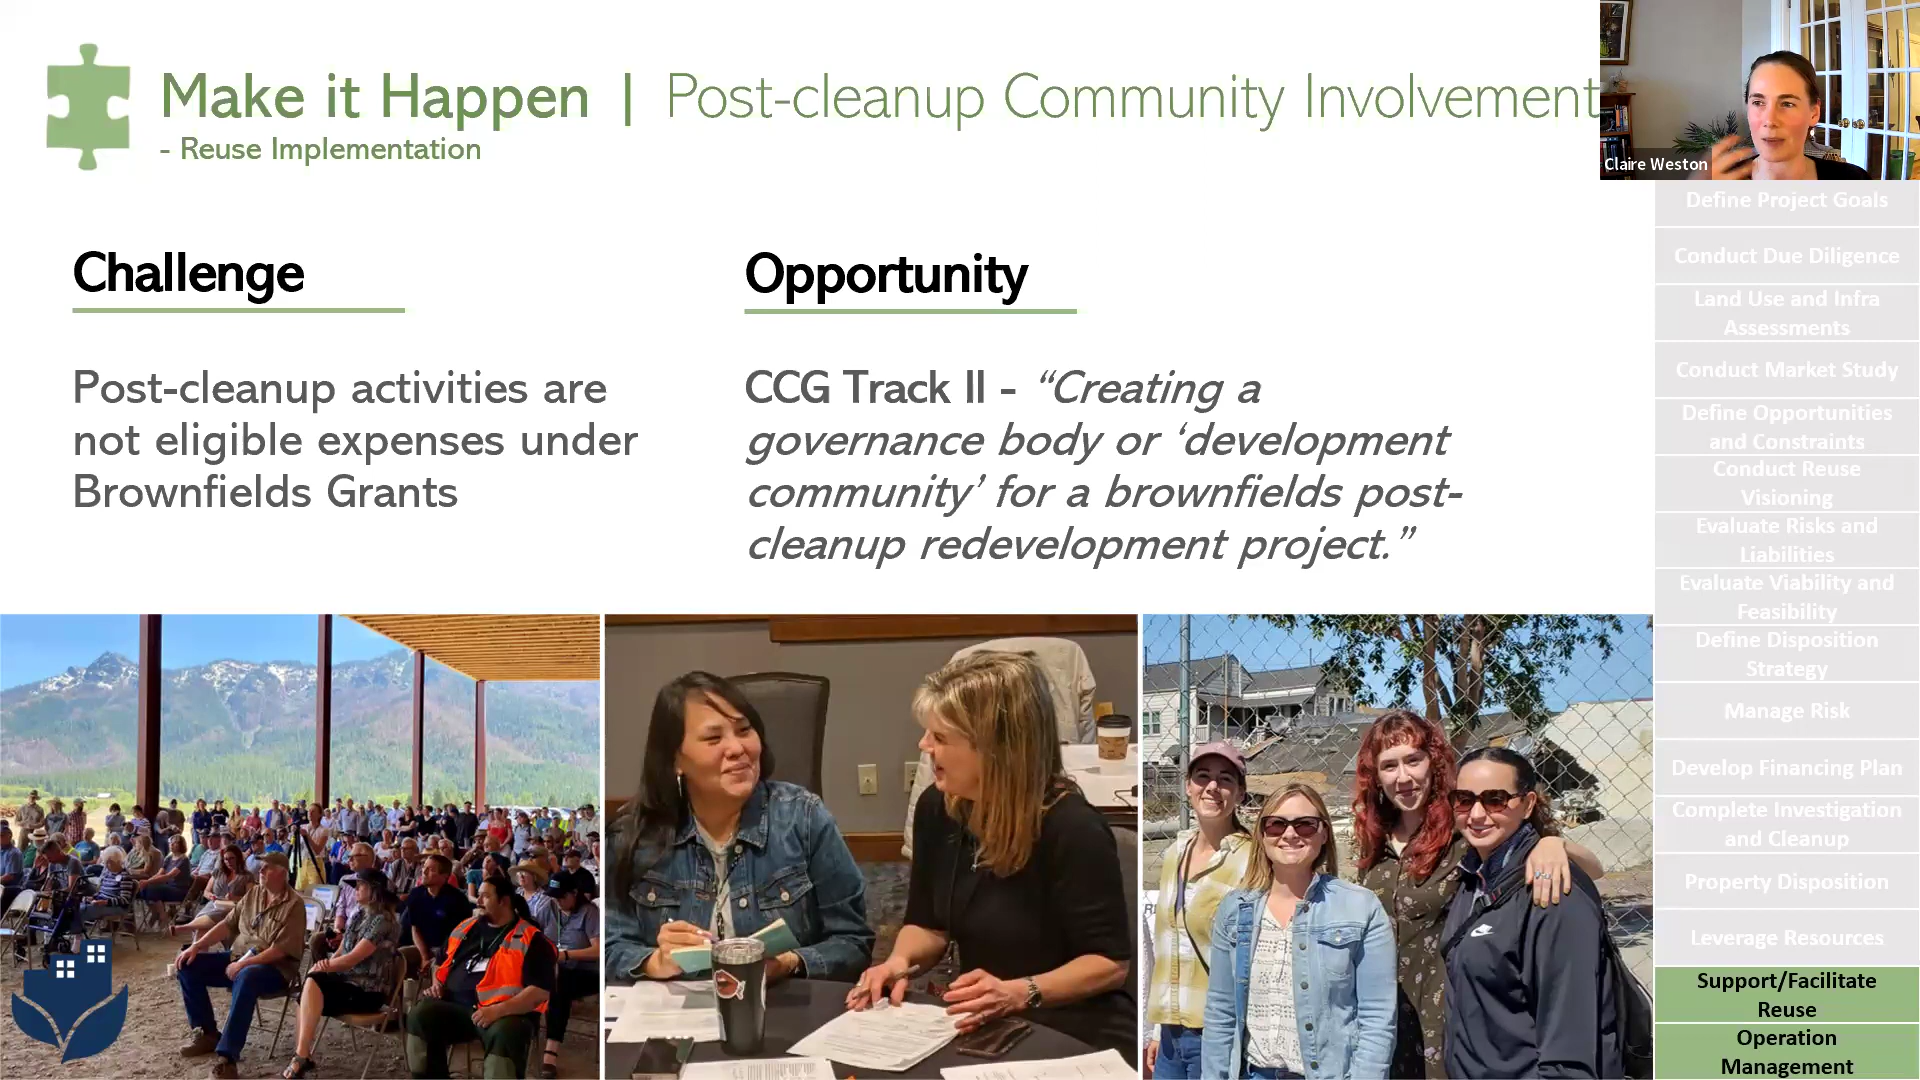 Make it Happen | Post-cleanup Community Involvement
- Reuse Implementation
Claire Weston
Challenge
Post-cleanup activities are
not eligible expenses under
Brownfields Grants
Opportunity
CCG Track II - “Creating a
governance body or ‘development
community’ for a brownfields post-
cleanup redevelopment project.”
Define Project Goals
Conduct Due Diligence
Land Use and Infra
Assessments
Conduct Market Study
Define Opportunities
and Constraints
Conduct Reuse
Visioning
Evaluate Risks and
Liabilities
Evaluate Viability and
Feasibility
Define Disposition
Strategy
Manage Risk
Develop Financing Plan
Complete Investigation
and Cleanup
Property Disposition
Leverage Resources
Support/Facilitate
Reuse
Operation
Management